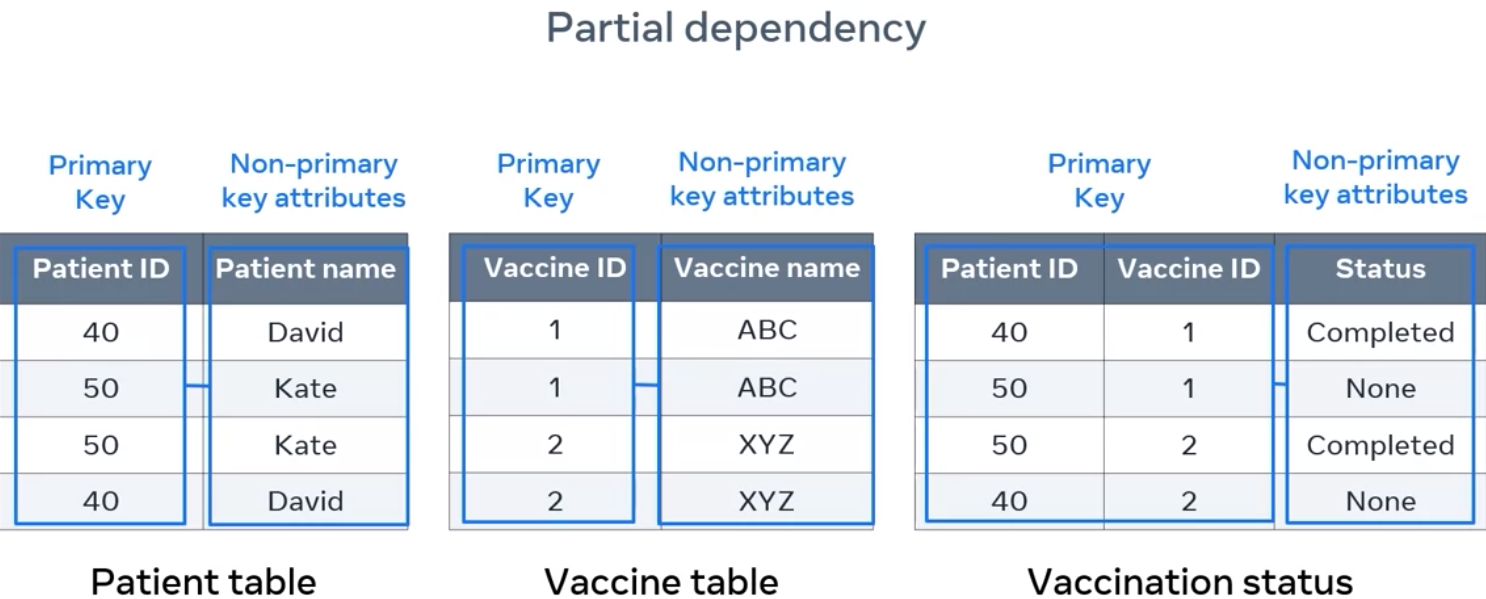 Partial dependency
Primary Key
Non-primary key attributes
Primary Key
Non-primary key attributes
Primary Key
Non-primary key attributes
Patient ID Patient name
40 David
50 Kate
50 Kate
40 David
Patient table
Vaccine ID Vaccine name
1 ABC
1 ABC
2 XYZ
2 XYZ
Vaccine table
Patient ID Vaccine ID Status
40 1 Completed
50 1 None
50 2 Completed
40 2 None
Vaccination status